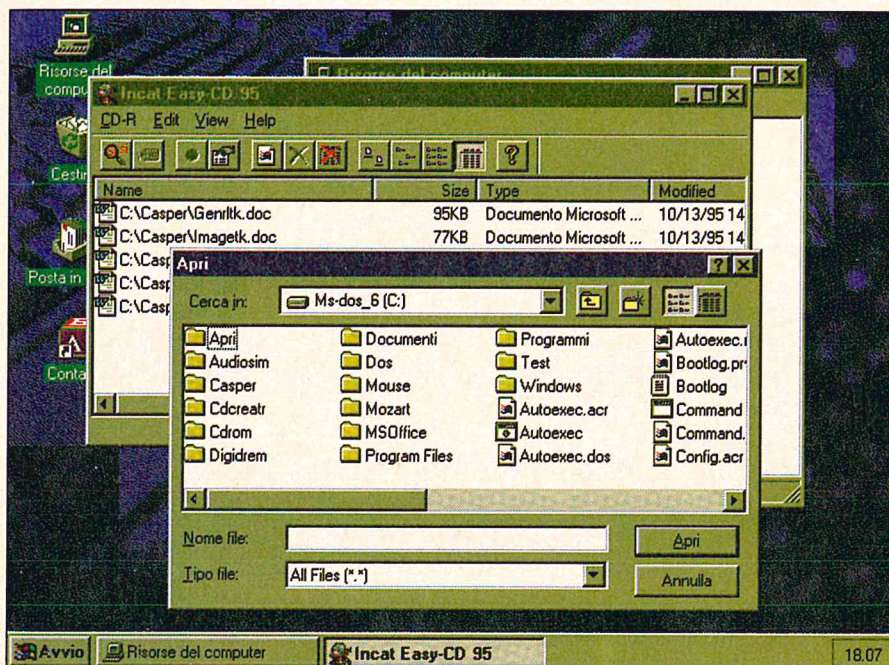 Risorse del
compu
Cestin
Posta in
Conta
Risorse del computer
Incat Easy-CD 95
CD-R Edit View Help
Name Size Type Modified
C:\Casper\Genrltk.doc 95KB Documento Microsoft ... 10/13/95 14
C:\Casper\Imagetk.doc 77KB Documento Microsoft ... 10/13/95 14
C:\Casp
C:\Casp
C:\Casp
Apri
Cerca in: Ms-dos_6 (C:)
Apri Documenti Programmi Autoexec.
Audiosim Dos Test Bootlog.pr
Casper Mouse Windows Bootlog
Cdcreatr Mozart Autoexec.acr Command
Cdrom MSOffice Autoexec Command.
Digidrem Program Files Autoexec.dos Config.acr
Nome file: Apri
Tipo file: All Files (*.*) Annulla
Avvio Risorse del computer Incat Easy-CD 95 18.07